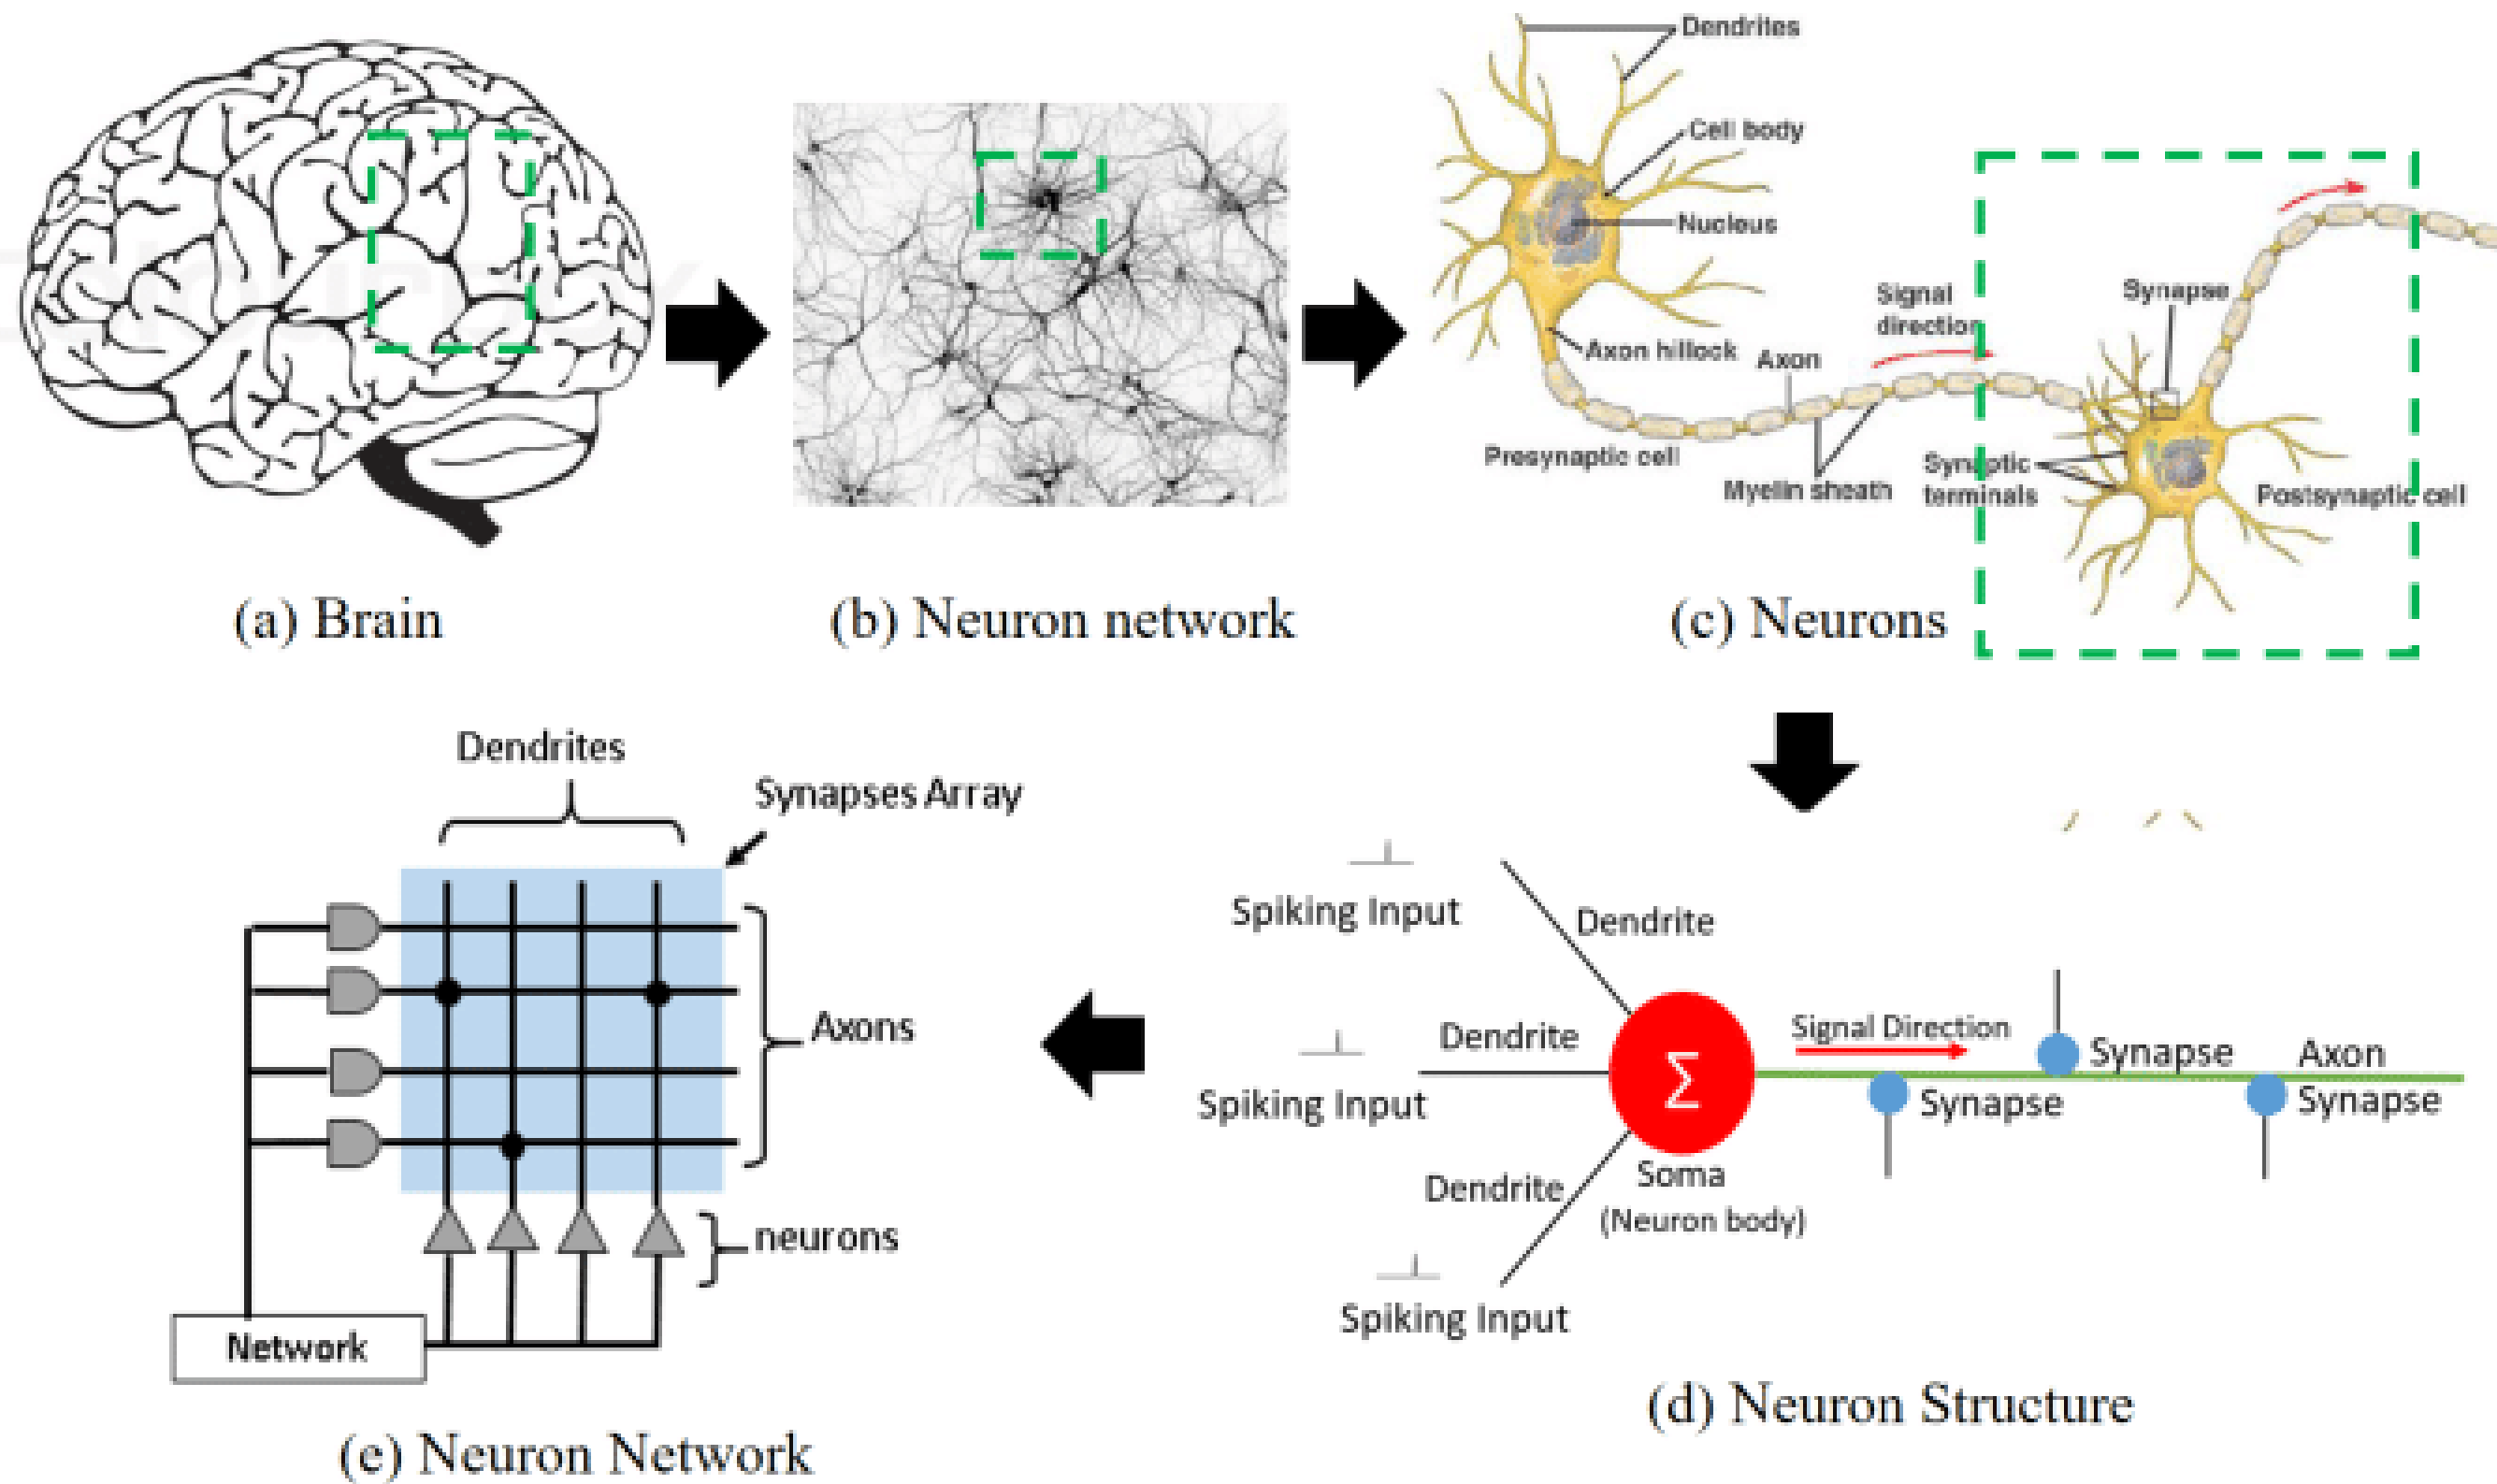 Dendrites
Cell body
Nucleus
Signal
direction
Synapse
Axon hillock
Axon
Presynaptic cell
Myelin sheath
Synaptic
terminals
Postsynaptic cell
(a) Brain
(b) Neuron network
(c) Neurons
Dendrites
Synapses Array
Axons
neurons
Network
(e) Neuron Network
Spiking Input
Dendrite
Spiking Input
Dendrite
Spiking Input
Dendrite
Σ
Soma
(Neuron body)
Signal Direction
Synapse
Axon
Synapse
Synapse
(d) Neuron Structure